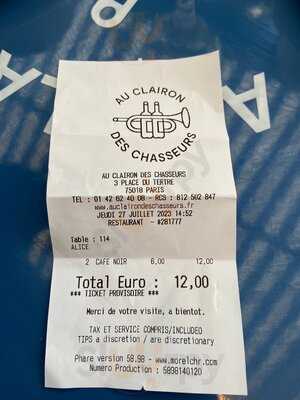 AU CLAIRON
DES CHASSEURS
AU CLAIRON DES CHASSEURS
3 PLACE DU TERTRE
75018 PARIS
TEL : 01 42 62 40 08 - RCS : 812 502 847
www.auclairondeschasseurs.fr
JEUDI 27 JUILLET 2023 14:52
RESTAURANT - #281777
Table : 114
ALICE
2 CAFE NOIR 6,00 12,00
Total Euro : 12,00
*** TICKET PROVISOIRE ***
Merci de votre visite, a bientot.
TAX ET SERVICE COMPRIS/INCLUDED
TIPS a discretion / are discretionary
Phare version 58.98 - www.morelchr.com
Numero Production : 5898140120